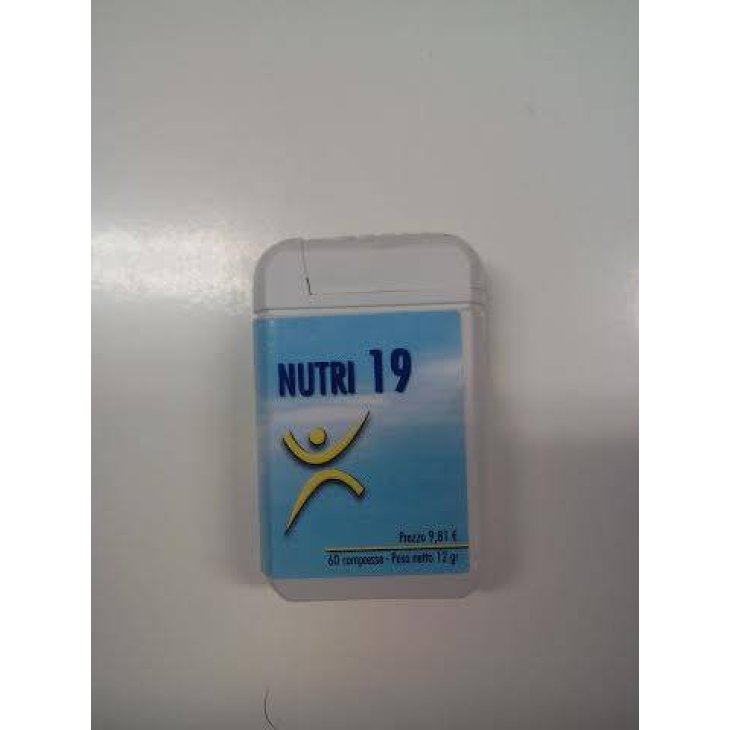 NUTRI 19
Prezzo 9,81 €
60 compresse - Peso netto 12 gr